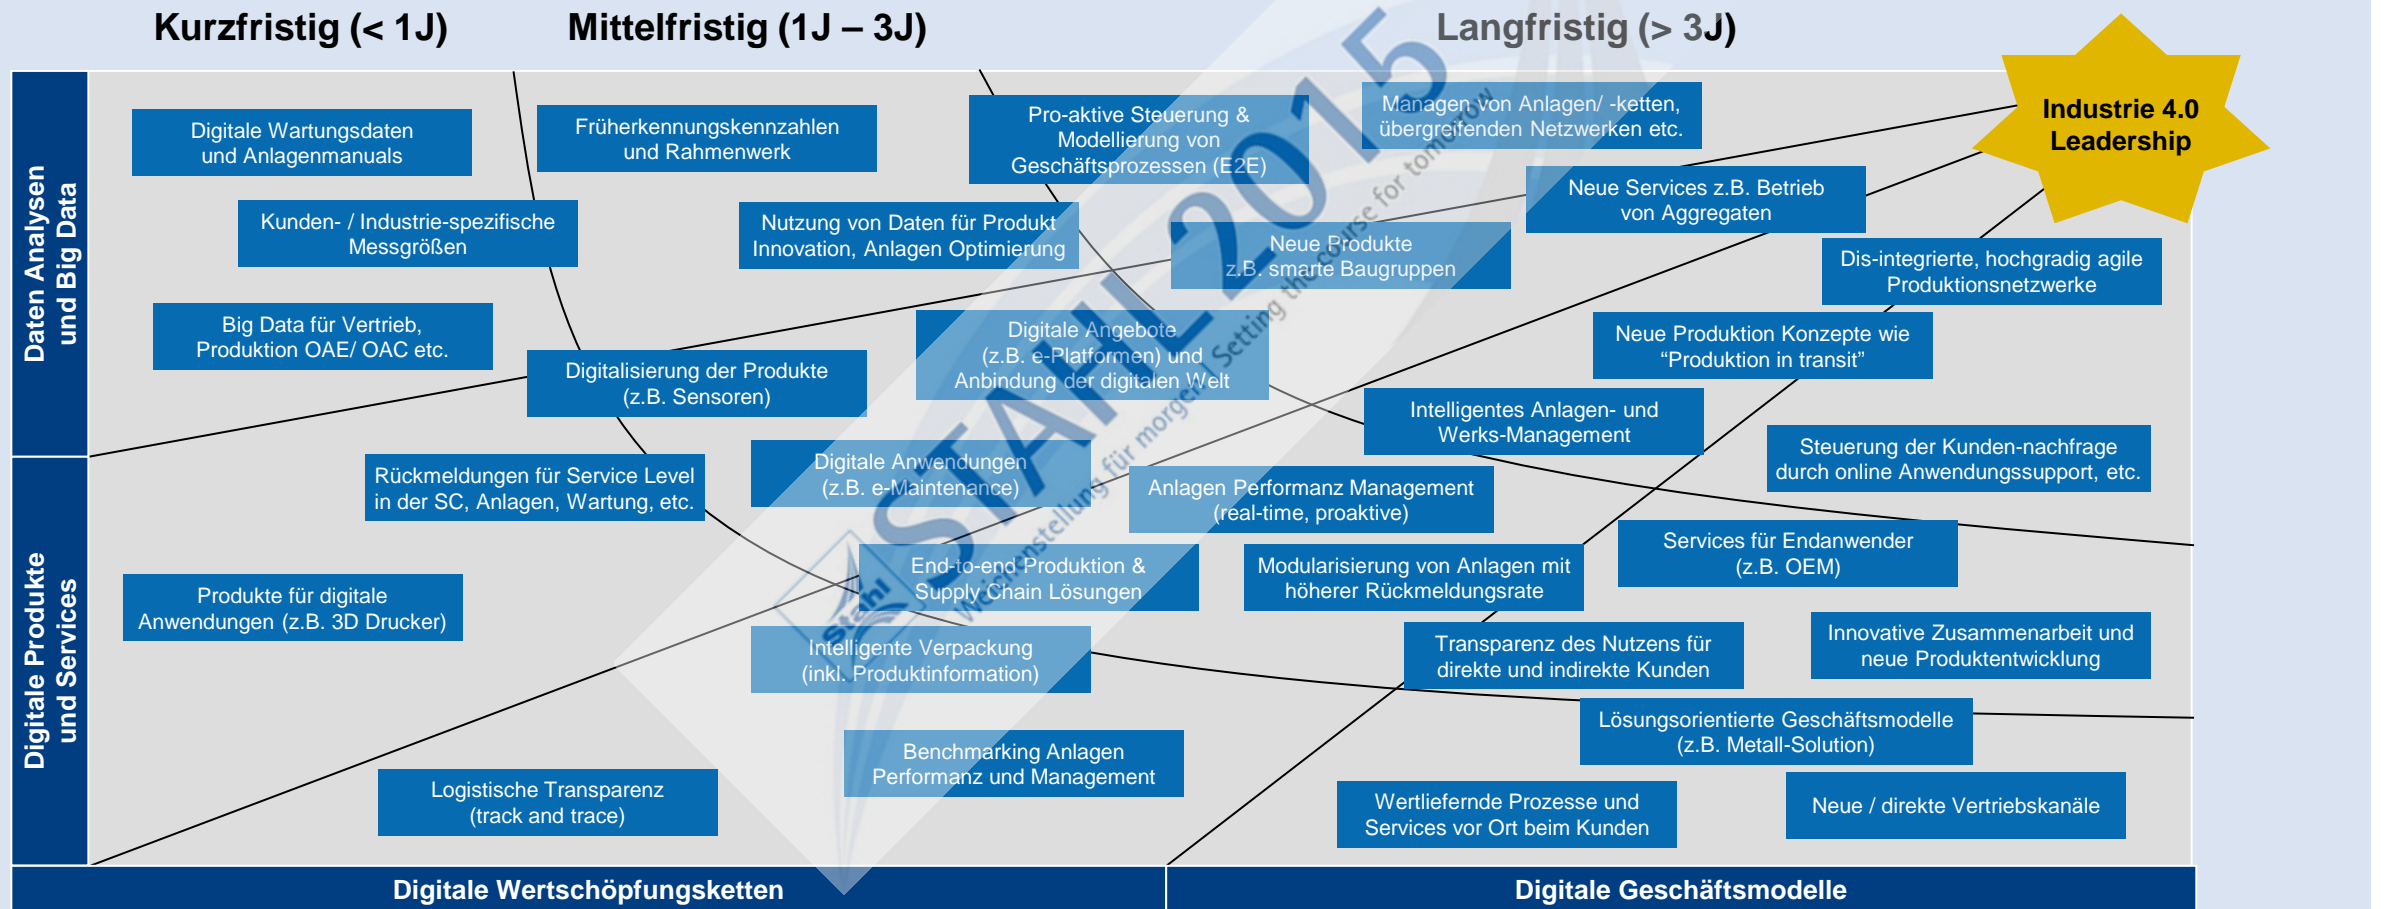 Kurzfristig (< 1J)
Mittelfristig (1J – 3J)
Langfristig (> 3J)
Industrie 4.0
Leadership
Daten Analysen
und Big Data
Digitale Wartungsdaten
und Anlagenmanuals
Früherkennungskennzahlen
und Rahmenwerk
Pro-aktive Steuerung &
Modellierung von
Geschäftsprozessen (E2E)
Managen von Anlagen/ -ketten,
übergreifenden Netzwerken etc.
Kunden- / Industrie-spezifische
Messgrößen
Nutzung von Daten für Produkt
Innovation, Anlagen Optimierung
Neue Produkte
z.B. smarte Baugruppen
Neue Services z.B. Betrieb
von Aggregaten
Dis-integrierte, hochgradig agile
Produktionsnetzwerke
Big Data für Vertrieb,
Produktion OAE/ OAC etc.
Digitalisierung der Produkte
(z.B. Sensoren)
Digitale Angebote
(z.B. e-Platformen) und
Anbindung der digitalen Welt
Neue Produktion Konzepte wie
“Produktion in transit”
Intelligentes Anlagen- und
Werks-Management
Steuerung der Kunden-nachfrage
durch online Anwendungssupport, etc.
Digitale Produkte
und Services
Rückmeldungen für Service Level
in der SC, Anlagen, Wartung, etc.
Digitale Anwendungen
(z.B. e-Maintenance)
Anlagen Performanz Management
(real-time, proaktive)
Services für Endanwender
(z.B. OEM)
Produkte für digitale
Anwendungen (z.B. 3D Drucker)
End-to-end Produktion &
Supply Chain Lösungen
Modularisierung von Anlagen mit
höherer Rückmeldungsrate
Intelligente Verpackung
(inkl. Produktinformation)
Transparenz des Nutzens für
direkte und indirekte Kunden
Innovative Zusammenarbeit und
neue Produktentwicklung
Lösungsorientierte Geschäftsmodelle
(z.B. Metall-Solution)
Logistische Transparenz
(track and trace)
Benchmarking Anlagen
Performanz und Management
Wertliefernde Prozesse und
Services vor Ort beim Kunden
Neue / direkte Vertriebskanäle
Digitale Wertschöpfungsketten
Digitale Geschäftsmodelle
Stahl
STAHL 2015
Weichenstellung für morgen | Setting the course for tomorrow